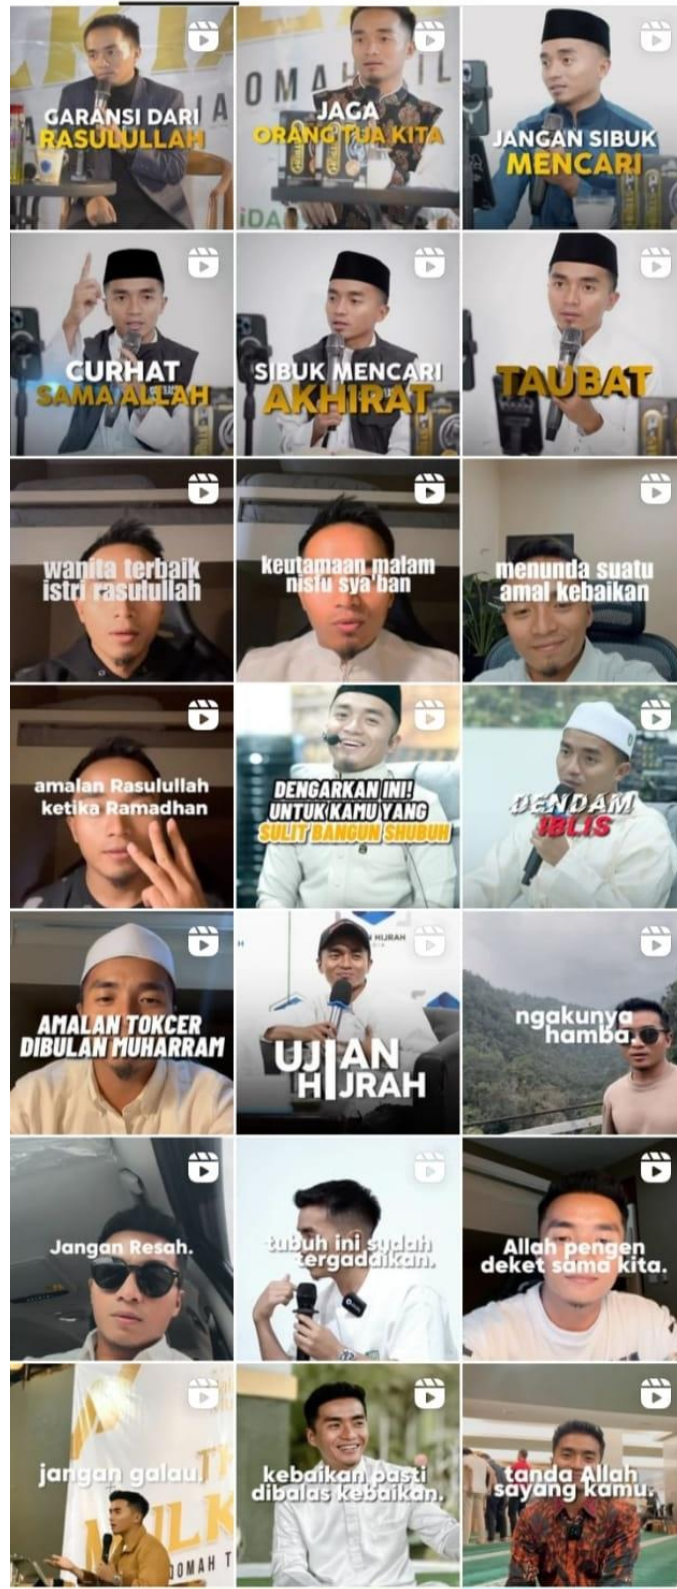 GARANSI DARI
RASULULLAH
JAGA
ORANG TUA KITA
JANGAN SIBUK
MENCARI
CURHAT
SAMA ALLAH
SIBUK MENCARI
AKHIRAT
TAUBAT
wanita terbaik
istri rasulullah
keutamaan malam
nisfu sya'ban
menunda suatu
amal kebaikan
amalan Rasulullah
ketika Ramadhan
DENGARKAN INI!
UNTUK KAMU YANG
SULIT BANGUN SHUBUH
DENDAM
IBLIS
AMALAN TOKCER
DIBULAN MUHARRAM
HIJRAH
UJIAN
HIJRAH
ngakunya
hamba.
Jangan Resah.
tubuh ini sudah
tergadaikan.
Allah pengen
deket sama kita.
jangan galau.
OMAH T
kebaikan pasti
dibalas kebaikan.
tanda Allah
sayang kamu.